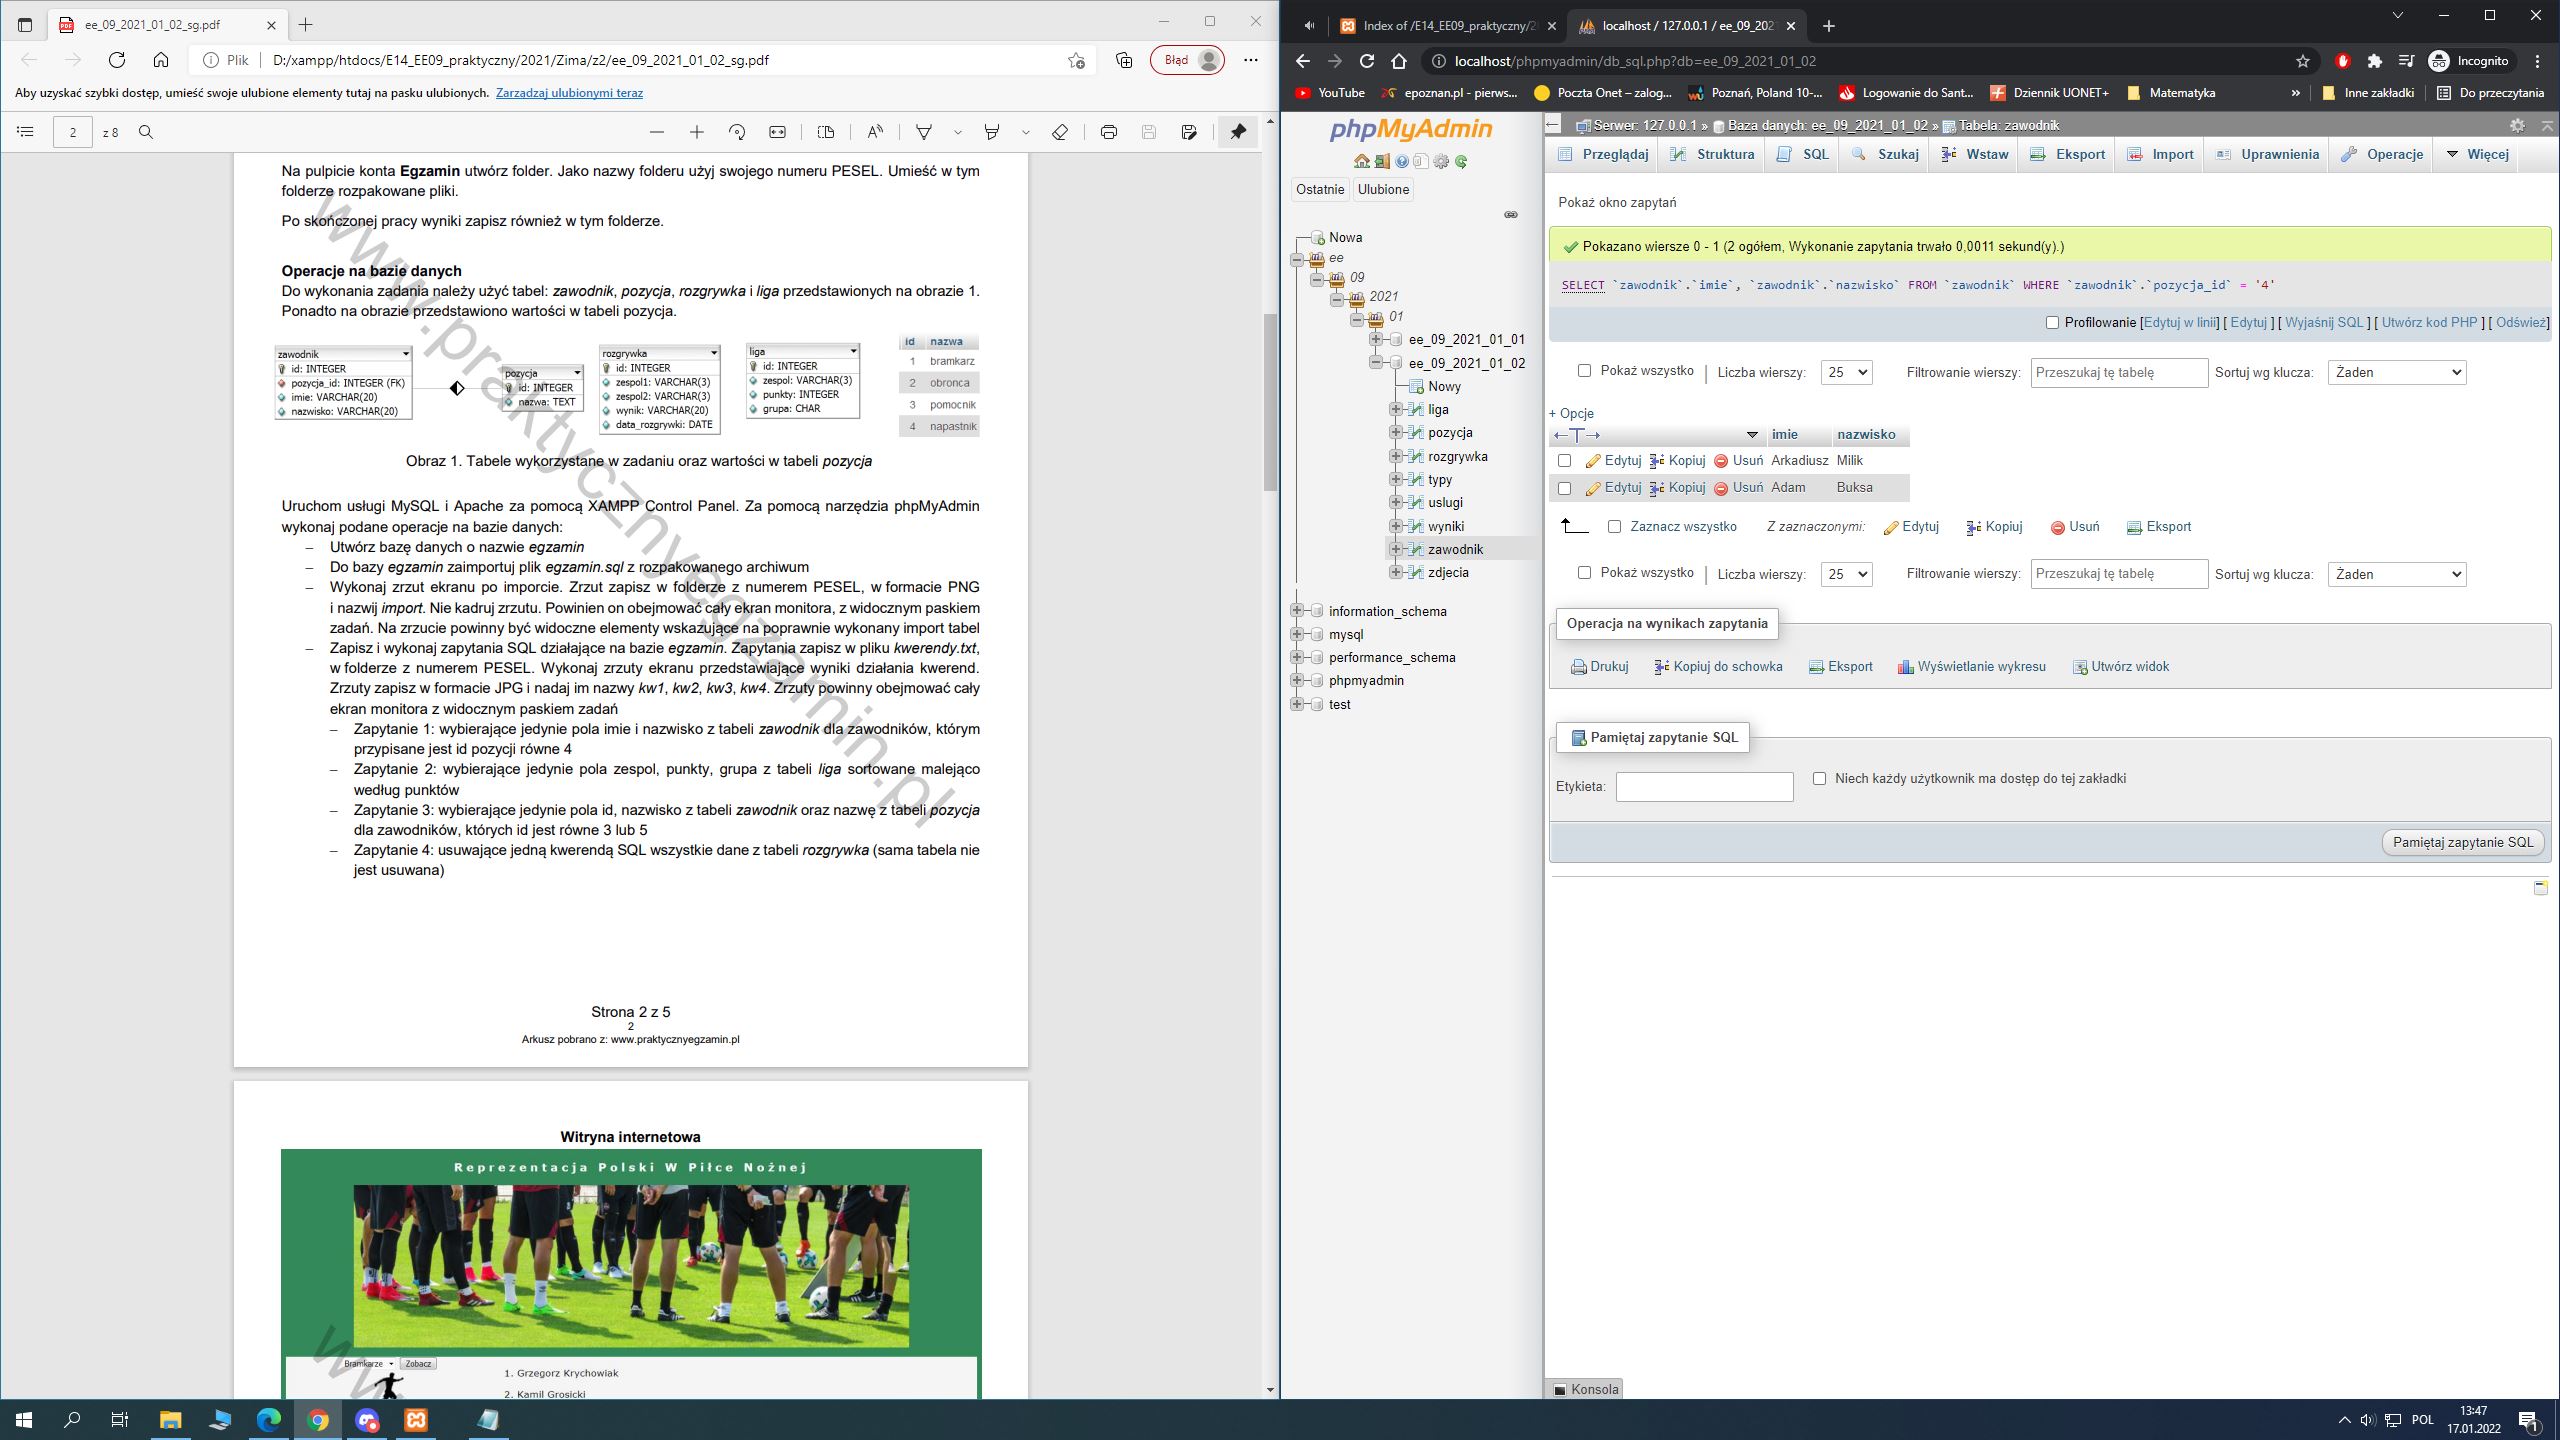 ee_09_2021_01_02_sg.pdf
Plik
D:/xampp/htdocs/E14_EE09_praktyczny/2021/Zima/z2/ee_09_2021_01_02_sg.pdf
Błąd
Aby uzyskać szybki dostęp, umieść swoje ulubione elementy tutaj na pasku ulubionych. Zarzadzaj ulubionymi teraz
2 z 8
Na pulpicie konta Egzamin utwórz folder. Jako nazwy folderu użyj swojego numeru PESEL. Umieść w tym
folderze rozpakowane pliki.
Po skończonej pracy wyniki zapisz również w tym folderze.
Operacje na bazie danych
Do wykonania zadania należy użyć tabel: zawodnik, pozycja, rozgrywka i liga przedstawionych na obrazie 1.
Ponadto na obrazie przedstawiono wartości w tabeli pozycja.
zawodnik
id: INTEGER
pozycja_id: INTEGER (FK)
imie: VARCHAR(20)
nazwisko: VARCHAR(20)
pozycja
id: INTEGER
nazwa: TEXT
rozgrywka
id: INTEGER
zespol1: VARCHAR(3)
zespol2: VARCHAR(3)
wynik: VARCHAR(20)
data_rozgrywki: DATE
liga
id: INTEGER
zespol: VARCHAR(3)
punkty: INTEGER
grupa: CHAR
id nazwa
1 bramkarz
2 obronca
3 pomocnik
4 napastnik
Obraz 1. Tabele wykorzystane w zadaniu oraz wartości w tabeli pozycja
Uruchom usługi MySQL i Apache za pomocą XAMPP Control Panel. Za pomocą narzędzia phpMyAdmin
wykonaj podane operacje na bazie danych:
– Utwórz bazę danych o nazwie egzamin
– Do bazy egzamin zaimportuj plik egzamin.sql z rozpakowanego archiwum
– Wykonaj zrzut ekranu po imporcie. Zrzut zapisz w folderze z numerem PESEL, w formacie PNG
i nazwij import. Nie kadruj zrzutu. Powinien on obejmować cały ekran monitora, z widocznym paskiem
zadań. Na zrzucie powinny być widoczne elementy wskazujące na poprawnie wykonany import tabel
– Zapisz i wykonaj zapytania SQL działające na bazie egzamin. Zapytania zapisz w pliku kwerendy.txt,
w folderze z numerem PESEL. Wykonaj zrzuty ekranu przedstawiające wyniki działania kwerend.
Zrzuty zapisz w formacie JPG i nadaj im nazwy kw1, kw2, kw3, kw4. Zrzuty powinny obejmować cały
ekran monitora z widocznym paskiem zadań
– Zapytanie 1: wybierające jedynie pola imie i nazwisko z tabeli zawodnik dla zawodników, którym
przypisane jest id pozycji równe 4
– Zapytanie 2: wybierające jedynie pola zespol, punkty, grupa z tabeli liga sortowane malejąco
według punktów
– Zapytanie 3: wybierające jedynie pola id, nazwisko z tabeli zawodnik oraz nazwę z tabeli pozycja
dla zawodników, których id jest równe 3 lub 5
– Zapytanie 4: usuwające jedną kwerendą SQL wszystkie dane z tabeli rozgrywka (sama tabela nie
jest usuwana)
www.praktycznyegzamin.pl
Strona 2 z 5
2
Arkusz pobrano z: www.praktycznyegzamin.pl
Witryna internetowa
Reprezentacja Polski W Piłce Nożnej
Bramkarze
Zobacz
1. Grzegorz Krychowiak
2. Kamil Grosicki
www
Index of /E14_EE09_praktyczny/2
localhost / 127.0.0.1 / ee_09_202
localhost/phpmyadmin/db_sql.php?db=ee_09_2021_01_02
Incognito
YouTube
epoznan.pl - pierws...
Poczta Onet – zalog...
Poznań, Poland 10-...
Logowanie do Sant...
Dziennik UONET+
Matematyka
»
Inne zakładki
Do przeczytania
phpMyAdmin
Ostatnie
Ulubione
Nowa
ee
09
2021
01
ee_09_2021_01_01
ee_09_2021_01_02
Nowy
liga
pozycja
rozgrywka
typy
uslugi
wyniki
zawodnik
zdjecia
information_schema
mysql
performance_schema
phpmyadmin
test
Serwer: 127.0.0.1 » Baza danych: ee_09_2021_01_02 » Tabela: zawodnik
Przeglądaj
Struktura
SQL
Szukaj
Wstaw
Eksport
Import
Uprawnienia
Operacje
Więcej
Pokaż okno zapytań
Pokazano wiersze 0 - 1 (2 ogółem, Wykonanie zapytania trwało 0,0011 sekund(y).)
SELECT `zawodnik`.`imie`, `zawodnik`.`nazwisko` FROM `zawodnik` WHERE `zawodnik`.`pozycja_id` = '4'
Profilowanie [Edytuj w linii] [ Edytuj ] [ Wyjaśnij SQL ] [ Utwórz kod PHP ] [ Odśwież]
Pokaż wszystko | Liczba wierszy: 25 Filtrowanie wierszy: Przeszukaj tę tabelę Sortuj wg klucza: Żaden
+ Opcje
imie nazwisko
Edytuj Kopiuj Usuń Arkadiusz Milik
Edytuj Kopiuj Usuń Adam Buksa
Zaznacz wszystko Z zaznaczonymi: Edytuj Kopiuj Usuń Eksport
Pokaż wszystko | Liczba wierszy: 25 Filtrowanie wierszy: Przeszukaj tę tabelę Sortuj wg klucza: Żaden
Operacja na wynikach zapytania
Drukuj Kopiuj do schowka Eksport Wyświetlanie wykresu Utwórz widok
Pamiętaj zapytanie SQL
Etykieta:
Niech każdy użytkownik ma dostęp do tej zakładki
Pamiętaj zapytanie SQL
Konsola
POL
13:47
17.01.2022
1